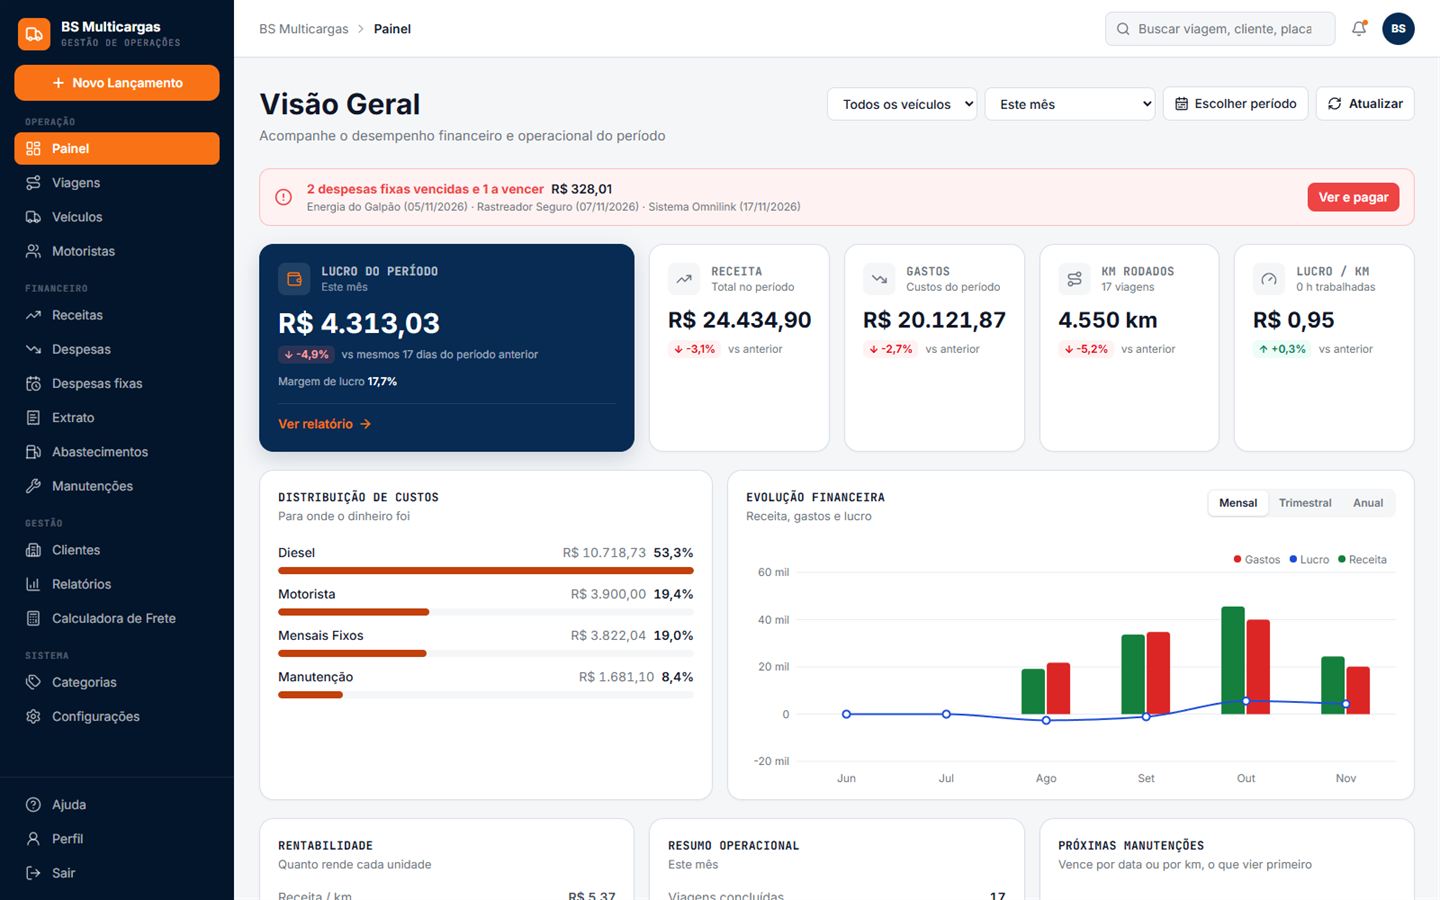 BS Multicargas
GESTÃO DE OPERAÇÕES
+ Novo Lançamento
OPERAÇÃO
Painel
Viagens
Veículos
Motoristas
FINANCEIRO
Receitas
Despesas
Despesas fixas
Extrato
Abastecimentos
Manutenções
GESTÃO
Clientes
Relatórios
Calculadora de Frete
SISTEMA
Categorias
Configurações
Ajuda
Perfil
Sair
BS Multicargas > Painel
Buscar viagem, cliente, placa
BS
Visão Geral
Acompanhe o desempenho financeiro e operacional do período
Todos os veículos
Este mês
Escolher período
Atualizar
2 despesas fixas vencidas e 1 a vencer R$ 328,01
Energia do Galpão (05/11/2026) · Rastreador Seguro (07/11/2026) · Sistema Omnilink (17/11/2026)
Ver e pagar
LUCRO DO PERÍODO
Este mês
R$ 4.313,03
↓ -4,9% vs mesmos 17 dias do período anterior
Margem de lucro 17,7%
Ver relatório →
RECEITA
Total no período
R$ 24.434,90
↓ -3,1% vs anterior
GASTOS
Custos do período
R$ 20.121,87
↓ -2,7% vs anterior
KM RODADOS
17 viagens
4.550 km
↓ -5,2% vs anterior
LUCRO / KM
0 h trabalhadas
R$ 0,95
↑ +0,3% vs anterior
DISTRIBUIÇÃO DE CUSTOS
Para onde o dinheiro foi
Diesel R$ 10.718,73 53,3%
Motorista R$ 3.900,00 19,4%
Mensais Fixos R$ 3.822,04 19,0%
Manutenção R$ 1.681,10 8,4%
EVOLUÇÃO FINANCEIRA
Receita, gastos e lucro
Mensal Trimestral Anual
Gastos Lucro Receita
60 mil
40 mil
20 mil
0
-20 mil
Jun Jul Ago Set Out Nov
RENTABILIDADE
Quanto rende cada unidade
Receita / km R$ 5,37
RESUMO OPERACIONAL
Este mês
Viagens concluídas 17
PRÓXIMAS MANUTENÇÕES
Vence por data ou por km, o que vier primeiro